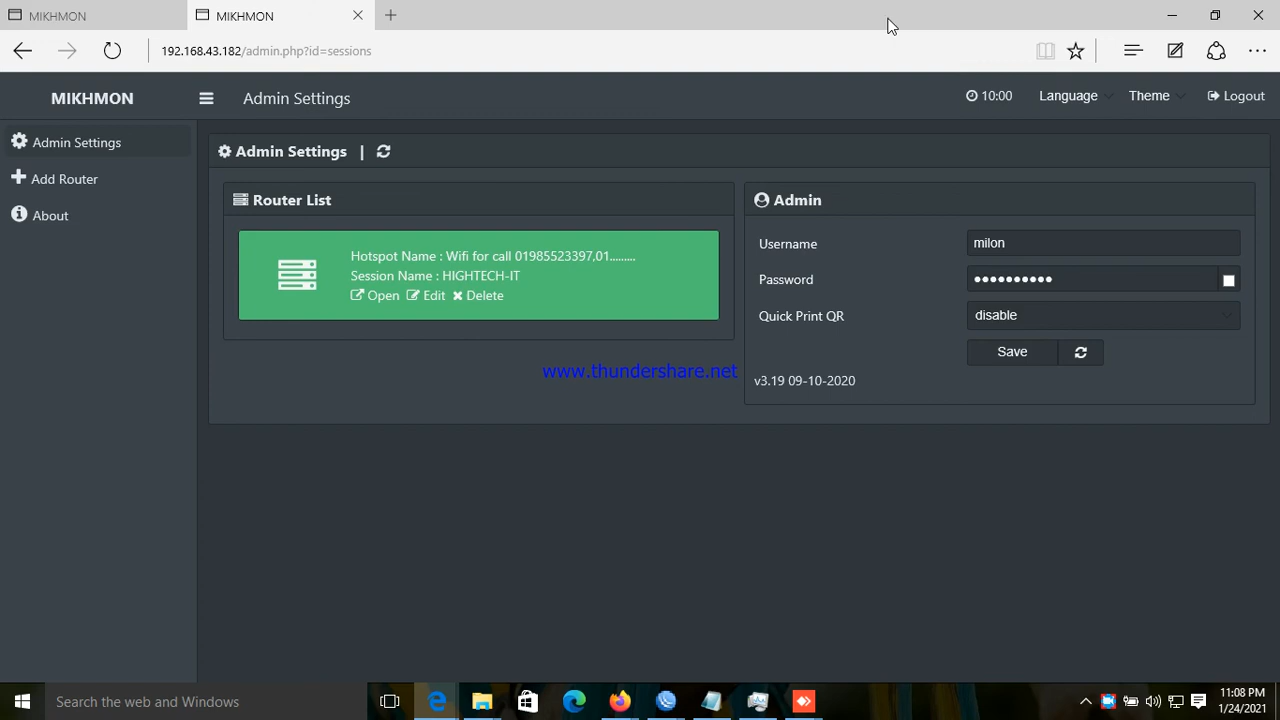 MIKHMON
MIKHMON
192.168.43.182/admin.php?id=sessions
MIKHMON
Admin Settings
10:00
Language
Theme
Logout
Admin Settings
Add Router
About
Admin Settings |
Router List
Hotspot Name : Wifi for call 01985523397,01.........
Session Name : HIGHTECH-IT
Open Edit Delete
Admin
Username milon
Password ••••••••••
Quick Print QR disable
Save
v3.19 09-10-2020
www.thundershare.net
Search the web and Windows
11:08 PM
1/24/2021